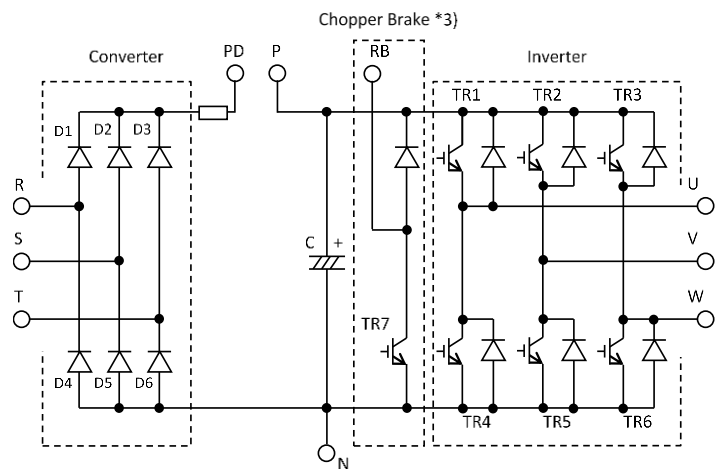 Chopper Brake *3)
Converter
PD
P
RB
Inverter
TR1
TR2
TR3
D1
D2
D3
R
U
S
C
+
V
T
W
TR7
D4
D5
D6
TR4
TR5
TR6
N